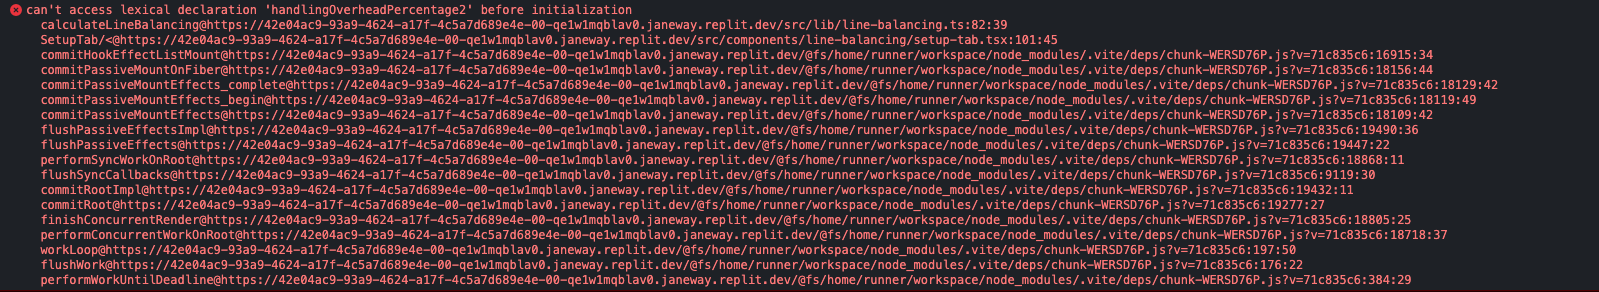 can't access lexical declaration 'handlingOverheadPercentage2' before initialization
calculateLineBalancing@https://42e04ac9-93a9-4624-a17f-4c5a7d689e4e-00-qe1w1mqblav0.janeway.replit.dev/src/lib/line-balancing.ts:82:39
SetupTab/<@https://42e04ac9-93a9-4624-a17f-4c5a7d689e4e-00-qe1w1mqblav0.janeway.replit.dev/src/components/line-balancing/setup-tab.tsx:101:45
commitHookEffectListMount@https://42e04ac9-93a9-4624-a17f-4c5a7d689e4e-00-qe1w1mqblav0.janeway.replit.dev/@fs/home/runner/workspace/node_modules/.vite/deps/chunk-WERSD76P.js?v=71c835c6:16915:34
commitPassiveMountOnFiber@https://42e04ac9-93a9-4624-a17f-4c5a7d689e4e-00-qe1w1mqblav0.janeway.replit.dev/@fs/home/runner/workspace/node_modules/.vite/deps/chunk-WERSD76P.js?v=71c835c6:18156:44
commitPassiveMountEffects_complete@https://42e04ac9-93a9-4624-a17f-4c5a7d689e4e-00-qe1w1mqblav0.janeway.replit.dev/@fs/home/runner/workspace/node_modules/.vite/deps/chunk-WERSD76P.js?v=71c835c6:18129:42
commitPassiveMountEffects_begin@https://42e04ac9-93a9-4624-a17f-4c5a7d689e4e-00-qe1w1mqblav0.janeway.replit.dev/@fs/home/runner/workspace/node_modules/.vite/deps/chunk-WERSD76P.js?v=71c835c6:18119:49
commitPassiveMountEffects@https://42e04ac9-93a9-4624-a17f-4c5a7d689e4e-00-qe1w1mqblav0.janeway.replit.dev/@fs/home/runner/workspace/node_modules/.vite/deps/chunk-WERSD76P.js?v=71c835c6:18109:42
flushPassiveEffectsImpl@https://42e04ac9-93a9-4624-a17f-4c5a7d689e4e-00-qe1w1mqblav0.janeway.replit.dev/@fs/home/runner/workspace/node_modules/.vite/deps/chunk-WERSD76P.js?v=71c835c6:19490:36
flushPassiveEffects@https://42e04ac9-93a9-4624-a17f-4c5a7d689e4e-00-qe1w1mqblav0.janeway.replit.dev/@fs/home/runner/workspace/node_modules/.vite/deps/chunk-WERSD76P.js?v=71c835c6:19447:22
performSyncWorkOnRoot@https://42e04ac9-93a9-4624-a17f-4c5a7d689e4e-00-qe1w1mqblav0.janeway.replit.dev/@fs/home/runner/workspace/node_modules/.vite/deps/chunk-WERSD76P.js?v=71c835c6:18868:11
flushSyncCallbacks@https://42e04ac9-93a9-4624-a17f-4c5a7d689e4e-00-qe1w1mqblav0.janeway.replit.dev/@fs/home/runner/workspace/node_modules/.vite/deps/chunk-WERSD76P.js?v=71c835c6:9119:30
commitRootImpl@https://42e04ac9-93a9-4624-a17f-4c5a7d689e4e-00-qe1w1mqblav0.janeway.replit.dev/@fs/home/runner/workspace/node_modules/.vite/deps/chunk-WERSD76P.js?v=71c835c6:19432:11
commitRoot@https://42e04ac9-93a9-4624-a17f-4c5a7d689e4e-00-qe1w1mqblav0.janeway.replit.dev/@fs/home/runner/workspace/node_modules/.vite/deps/chunk-WERSD76P.js?v=71c835c6:19277:27
finishConcurrentRender@https://42e04ac9-93a9-4624-a17f-4c5a7d689e4e-00-qe1w1mqblav0.janeway.replit.dev/@fs/home/runner/workspace/node_modules/.vite/deps/chunk-WERSD76P.js?v=71c835c6:18805:25
performConcurrentWorkOnRoot@https://42e04ac9-93a9-4624-a17f-4c5a7d689e4e-00-qe1w1mqblav0.janeway.replit.dev/@fs/home/runner/workspace/node_modules/.vite/deps/chunk-WERSD76P.js?v=71c835c6:18718:37
workLoop@https://42e04ac9-93a9-4624-a17f-4c5a7d689e4e-00-qe1w1mqblav0.janeway.replit.dev/@fs/home/runner/workspace/node_modules/.vite/deps/chunk-WERSD76P.js?v=71c835c6:197:50
flushWork@https://42e04ac9-93a9-4624-a17f-4c5a7d689e4e-00-qe1w1mqblav0.janeway.replit.dev/@fs/home/runner/workspace/node_modules/.vite/deps/chunk-WERSD76P.js?v=71c835c6:176:22
performWorkUntilDeadline@https://42e04ac9-93a9-4624-a17f-4c5a7d689e4e-00-qe1w1mqblav0.janeway.replit.dev/@fs/home/runner/workspace/node_modules/.vite/deps/chunk-WERSD76P.js?v=71c835c6:384:29